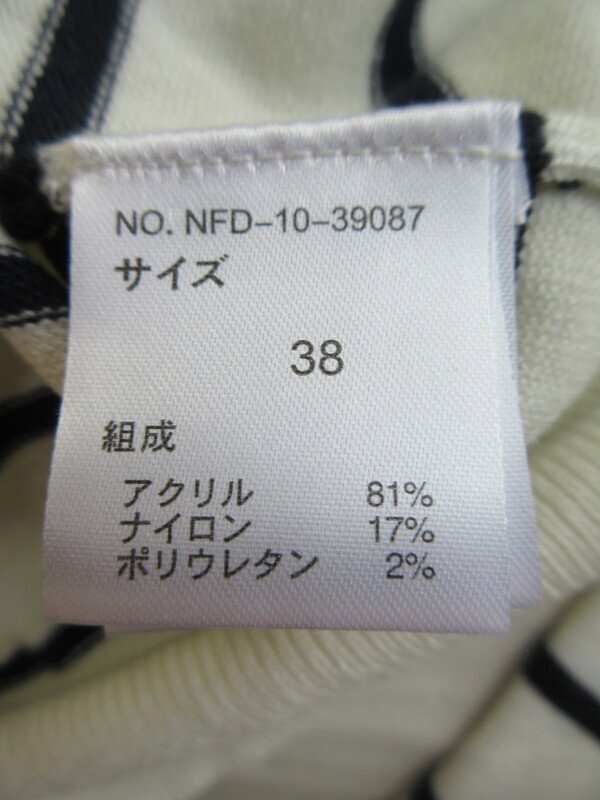 NO. NFD-10-39087
サイズ
38
組成
アクリル 81%
ナイロン 17%
ポリウレタン 2%